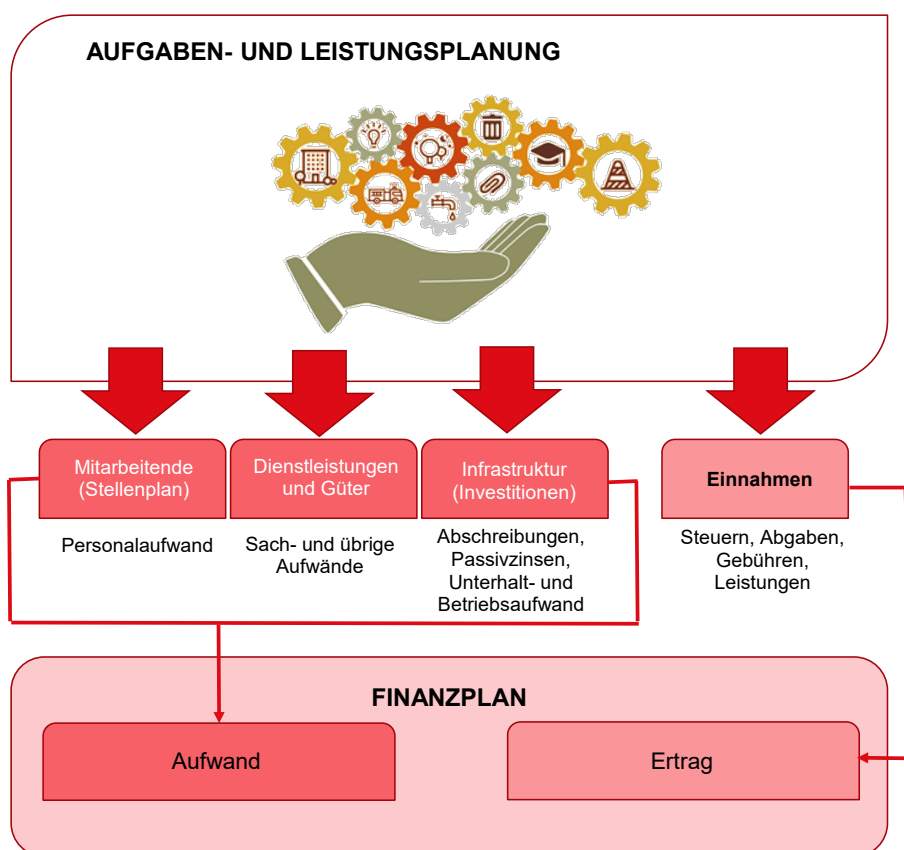 AUFGABEN- UND LEISTUNGSPLANUNG
Mitarbeitende
(Stellenplan)
Personalaufwand
Dienstleistungen
und Güter
Sach- und übrige
Aufwände
Infrastruktur
(Investitionen)
Abschreibungen,
Passivzinsen,
Unterhalt- und
Betriebsaufwand
Einnahmen
Steuern, Abgaben,
Gebühren,
Leistungen
FINANZPLAN
Aufwand
Ertrag